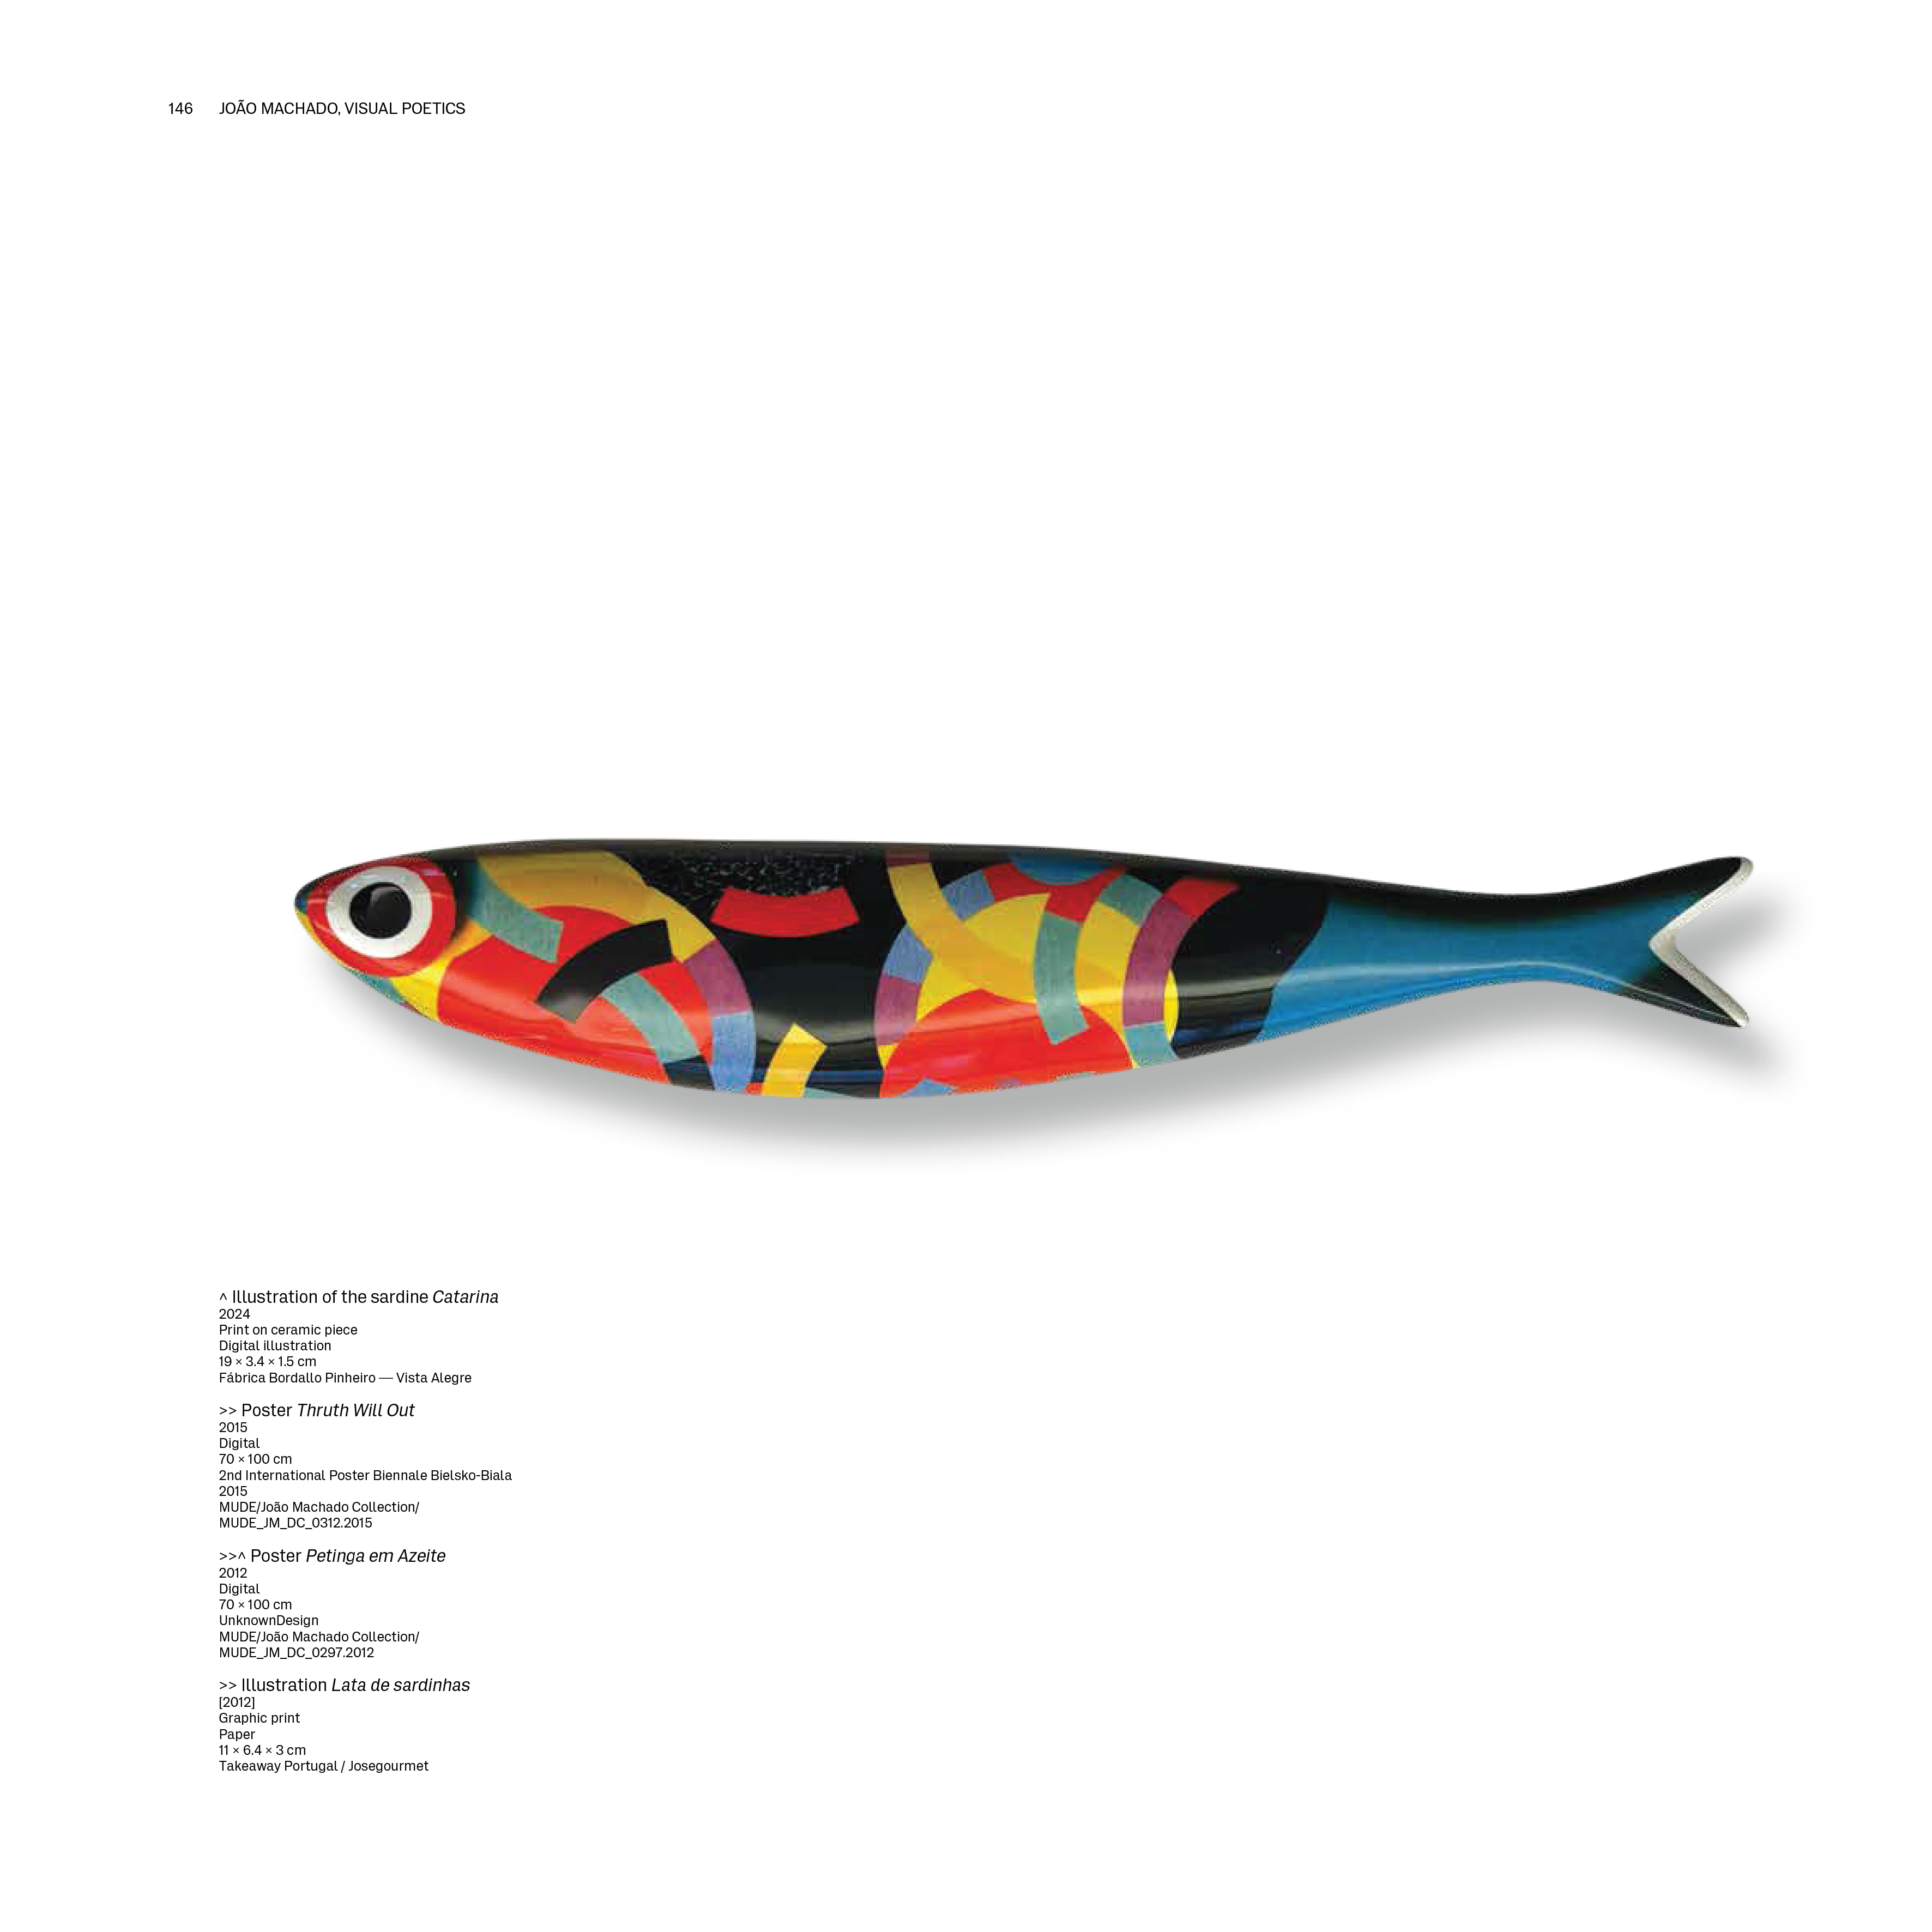 146 JOÃO MACHADO, VISUAL POETICS
^ Illustration of the sardine Catarina
2024
Print on ceramic piece
Digital illustration
19 × 3.4 × 1.5 cm
Fábrica Bordallo Pinheiro — Vista Alegre
>> Poster Thruth Will Out
2015
Digital
70 × 100 cm
2nd International Poster Biennale Bielsko-Biala
2015
MUDE/João Machado Collection/
MUDE_JM_DC_0312.2015
>>^ Poster Petinga em Azeite
2012
Digital
70 × 100 cm
UnknownDesign
MUDE/João Machado Collection/
MUDE_JM_DC_0297.2012
>> Illustration Lata de sardinhas
[2012]
Graphic print
Paper
11 × 6.4 × 3 cm
Takeaway Portugal / Josegourmet